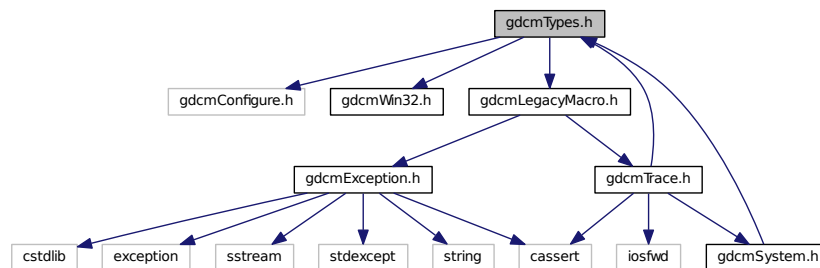 gdcmTypes.h
gdcmConfigure.h
gdcmWin32.h
gdcmLegacyMacro.h
gdcmException.h
gdcmTrace.h
cstdlib
exception
sstream
stdexcept
string
cassert
iosfwd
gdcmSystem.h